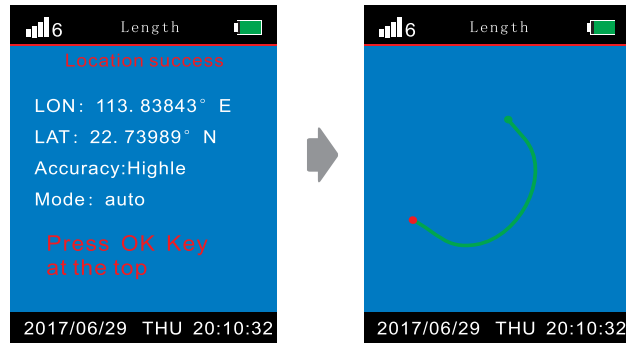 6 Length
Location success
LON: 113.83843° E
LAT: 22.73989° N
Accuracy:Highle
Mode: auto
Press OK Key
at the top
2017/06/29 THU 20:10:32
6 Length
2017/06/29 THU 20:10:32